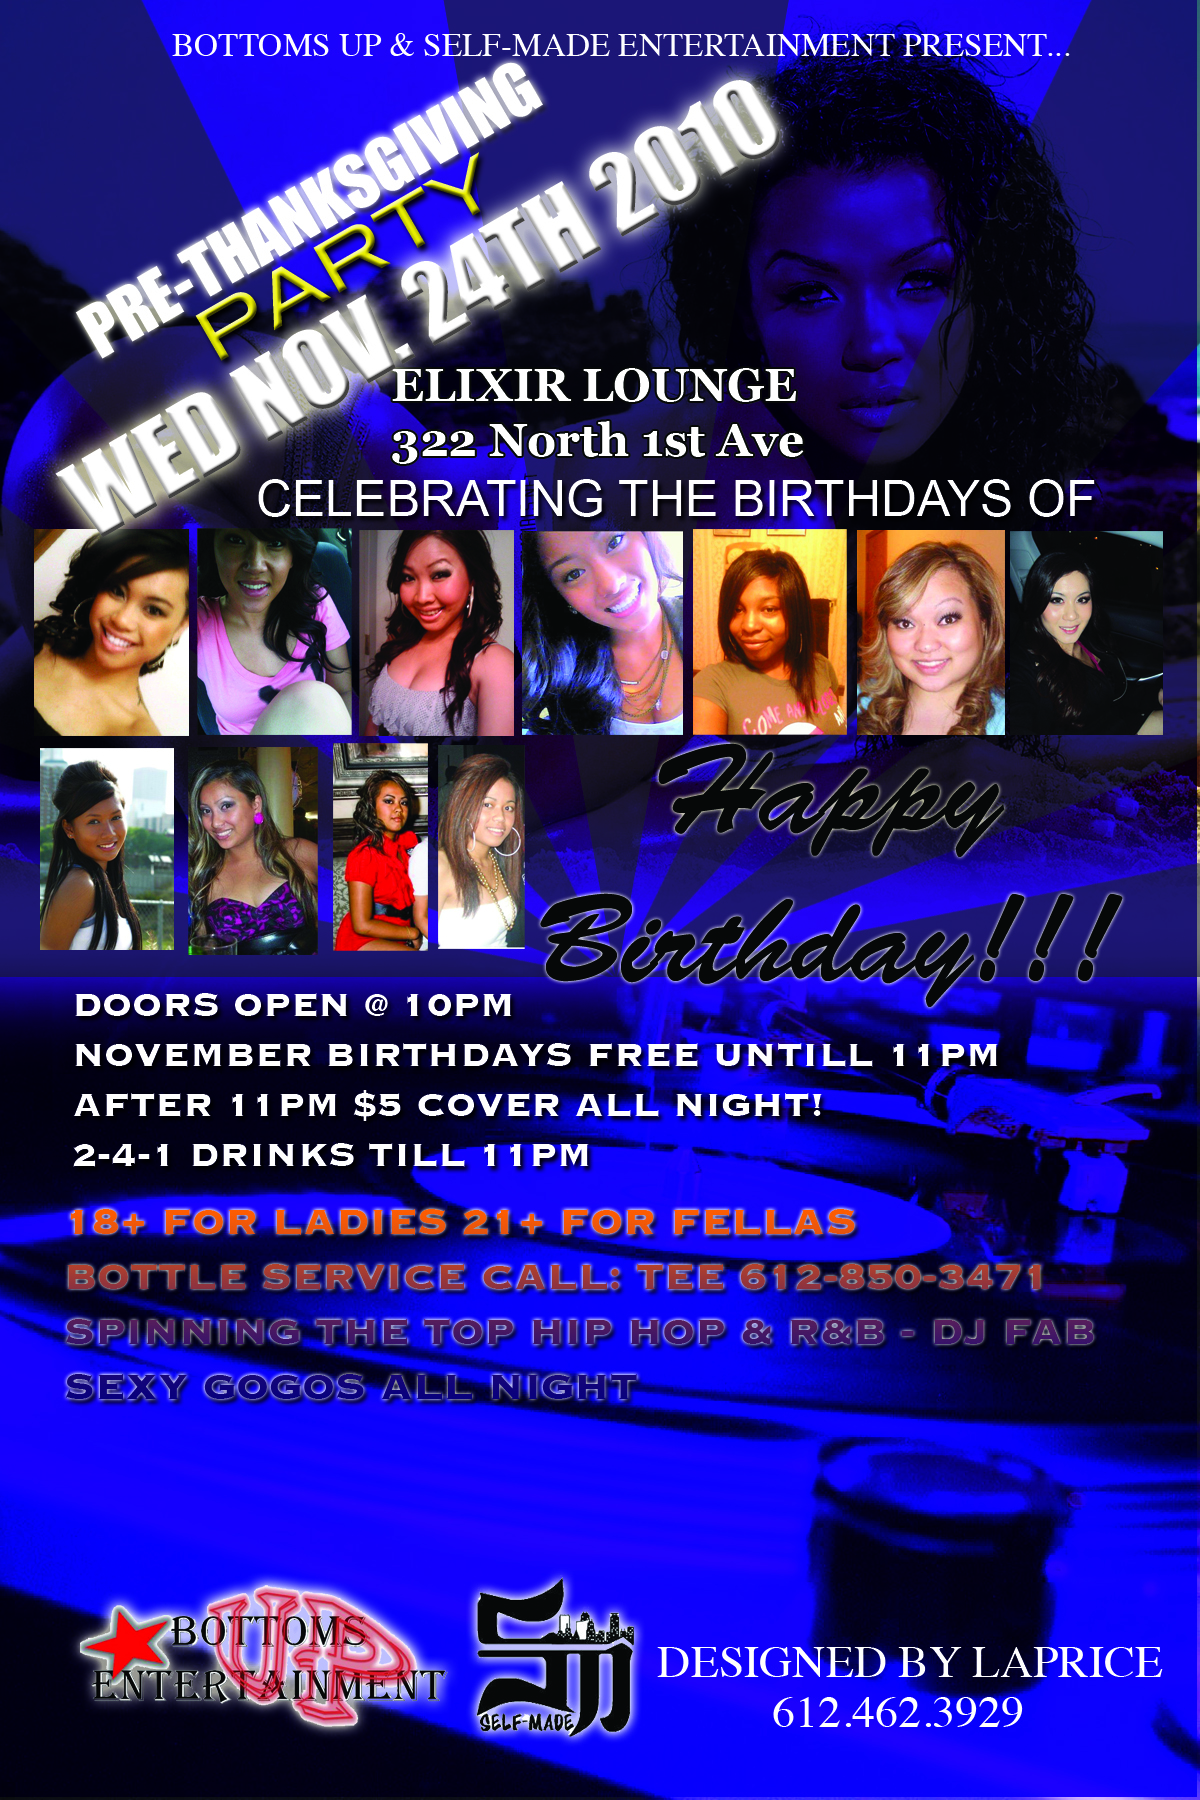 BOTTOMS UP & SELF-MADE ENTERTAINMENT PRESENT...
PRE-THANKSGIVING
PARTY
WED NOV. 24TH 2010
ELIXIR LOUNGE
322 North 1st Ave
CELEBRATING THE BIRTHDAYS OF
Happy
Birthday!!!
DOORS OPEN @ 10PM
NOVEMBER BIRTHDAYS FREE UNTILL 11PM
AFTER 11PM $5 COVER ALL NIGHT!
2-4-1 DRINKS TILL 11PM
18+ FOR LADIES 21+ FOR FELLAS
BOTTLE SERVICE CALL: TEE 612-850-3471
SPINNING THE TOP HIP HOP & R&B - DJ FAB
SEXY GOGOS ALL NIGHT
BOTTOMS
UP
ENTERTAINMENT
SM
SELF-MADE
DESIGNED BY LAPRICE
612.462.3929